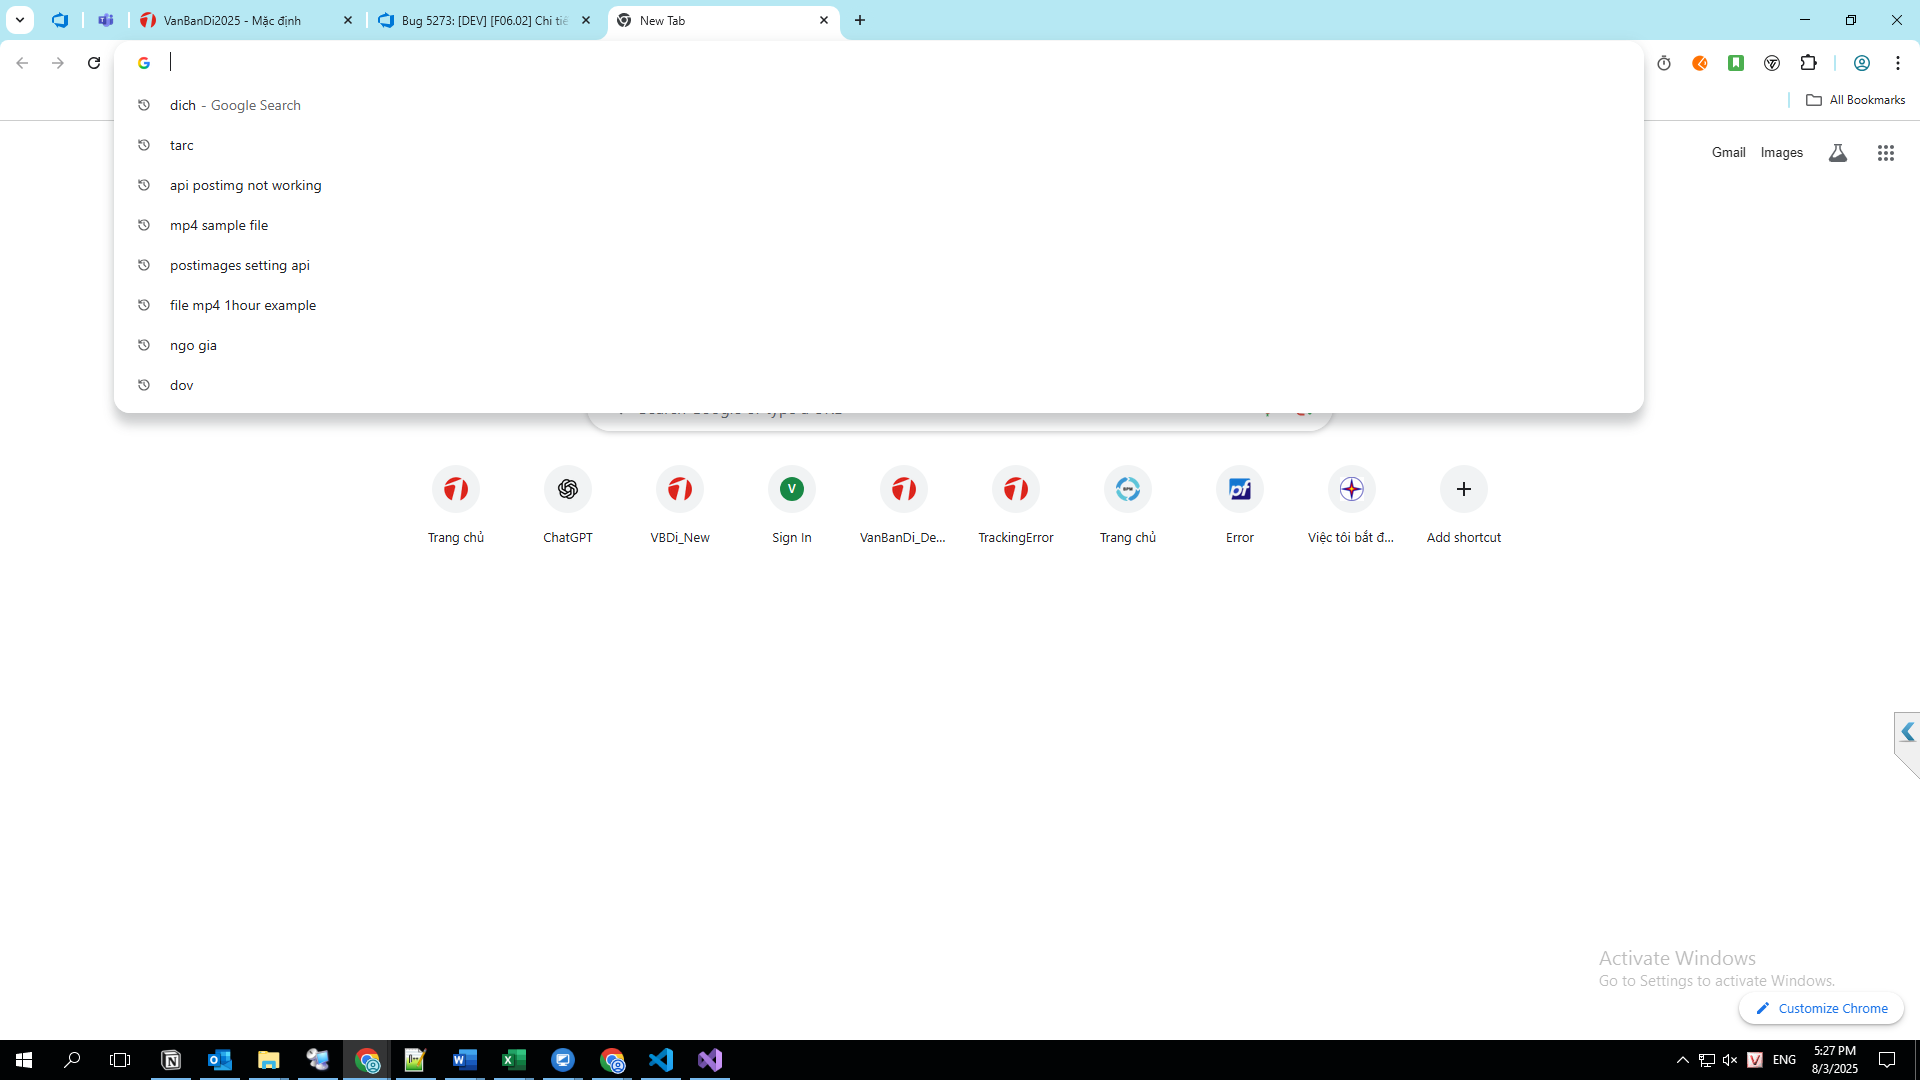 VanBanDi2025 - Mặc định
Bug 5273: [DEV] [F06.02] Chi tiế
New Tab
dich - Google Search
tarc
api postimg not working
mp4 sample file
postimages setting api
file mp4 1hour example
ngo gia
dov
All Bookmarks
Gmail
Images
Trang chủ
ChatGPT
VBDi_New
V
Sign In
VanBanDi_De...
TrackingError
BPM
Trang chủ
pf
Error
Việc tôi bắt đ...
Add shortcut
Activate Windows
Go to Settings to activate Windows.
Customize Chrome
ENG
5:27 PM
8/3/2025